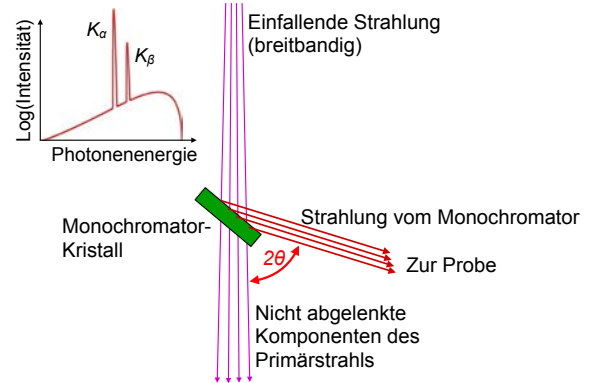 Log(Intensität)
Kα
Kβ
Photonenenergie
Einfallende Strahlung
(breitbandig)
Monochromator-
Kristall
Strahlung vom Monochromator
Zur Probe
2θ
Nicht abgelenkte
Komponenten des
Primärstrahls